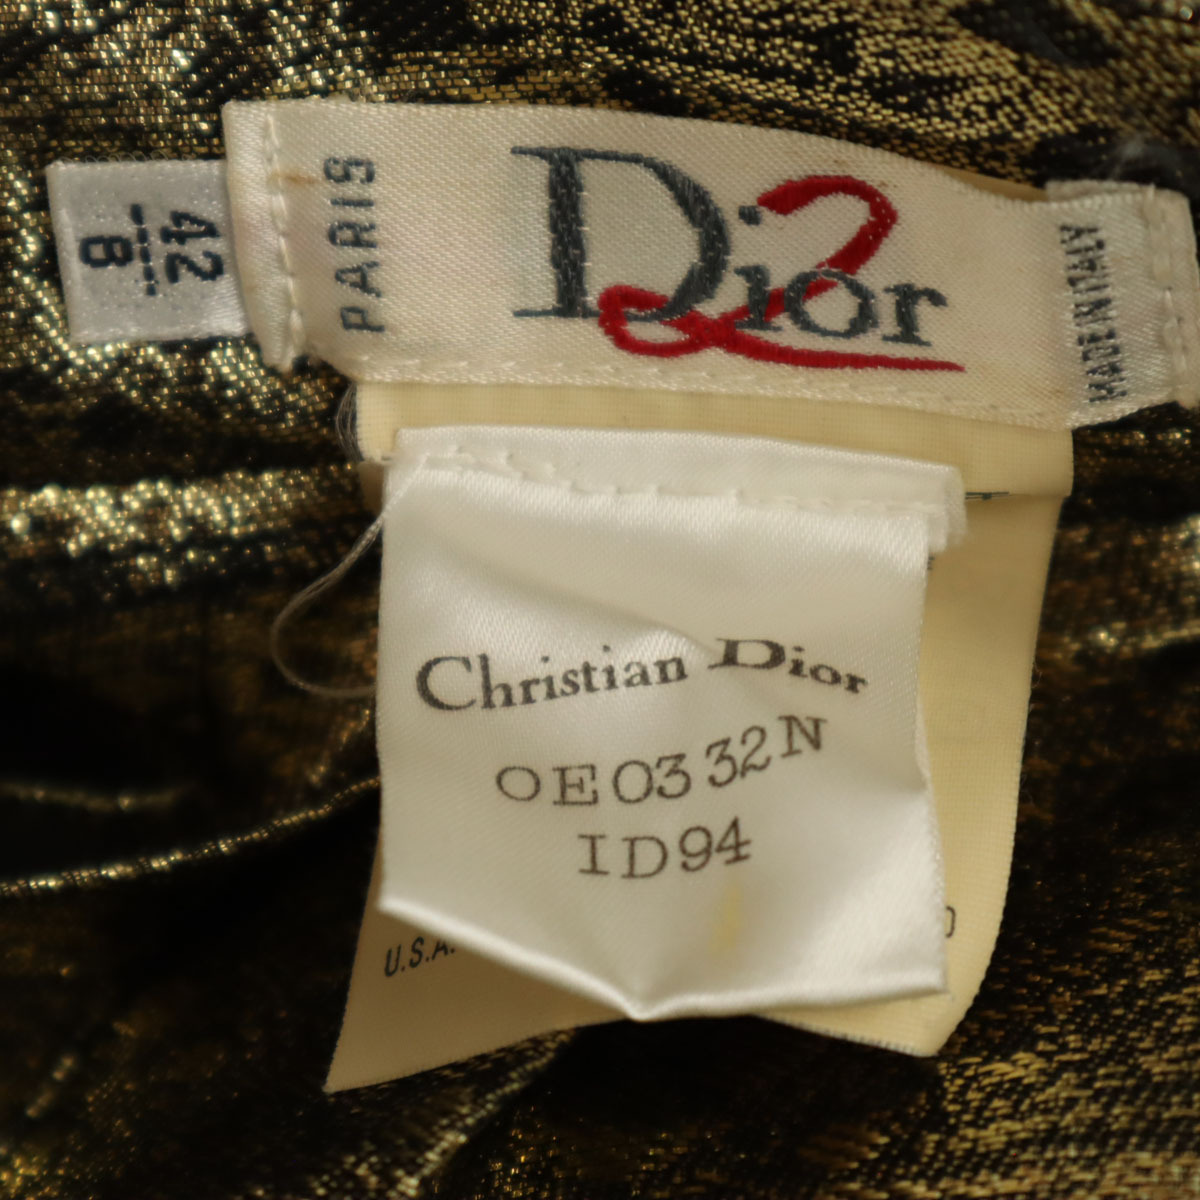 42
8
PARIS
Dior 2
MADE IN ITALY
Christian Dior
OE0332N
ID94
U.S.A.